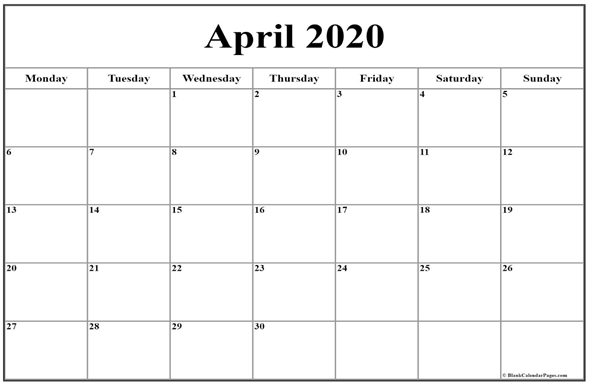 April 2020
Monday Tuesday Wednesday Thursday Friday Saturday Sunday
1 2 3 4 5
6 7 8 9 10 11 12
13 14 15 16 17 18 19
20 21 22 23 24 25 26
27 28 29 30
© BlankCalendarPages.com